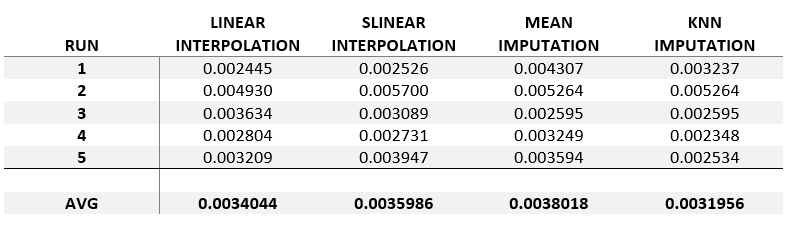 LINEAR SLINEAR MEAN KNN
RUN INTERPOLATION INTERPOLATION IMPUTATION IMPUTATION
1 0.002445 0.002526 0.004307 0.003237
2 0.004930 0.005700 0.005264 0.005264
3 0.003634 0.003089 0.002595 0.002595
4 0.002804 0.002731 0.003249 0.002348
5 0.003209 0.003947 0.003594 0.002534
AVG 0.0034044 0.0035986 0.0038018 0.0031956